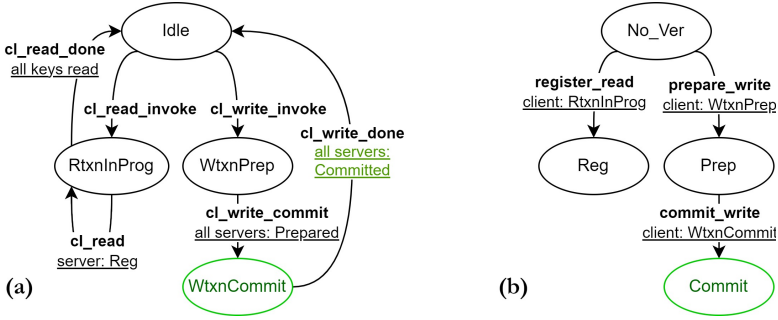 Idle
cl_read_done
all keys read
cl_read_invoke
cl_write_invoke
cl_write_done
all servers:
Committed
RtxnInProg
WtxnPrep
cl_read
server: Reg
cl_write_commit
all servers: Prepared
WtxnCommit
(a)
No_Ver
register_read
client: RtxnInProg
prepare_write
client: WtxnPrep
Reg
Prep
commit_write
client: WtxnCommit
Commit
(b)